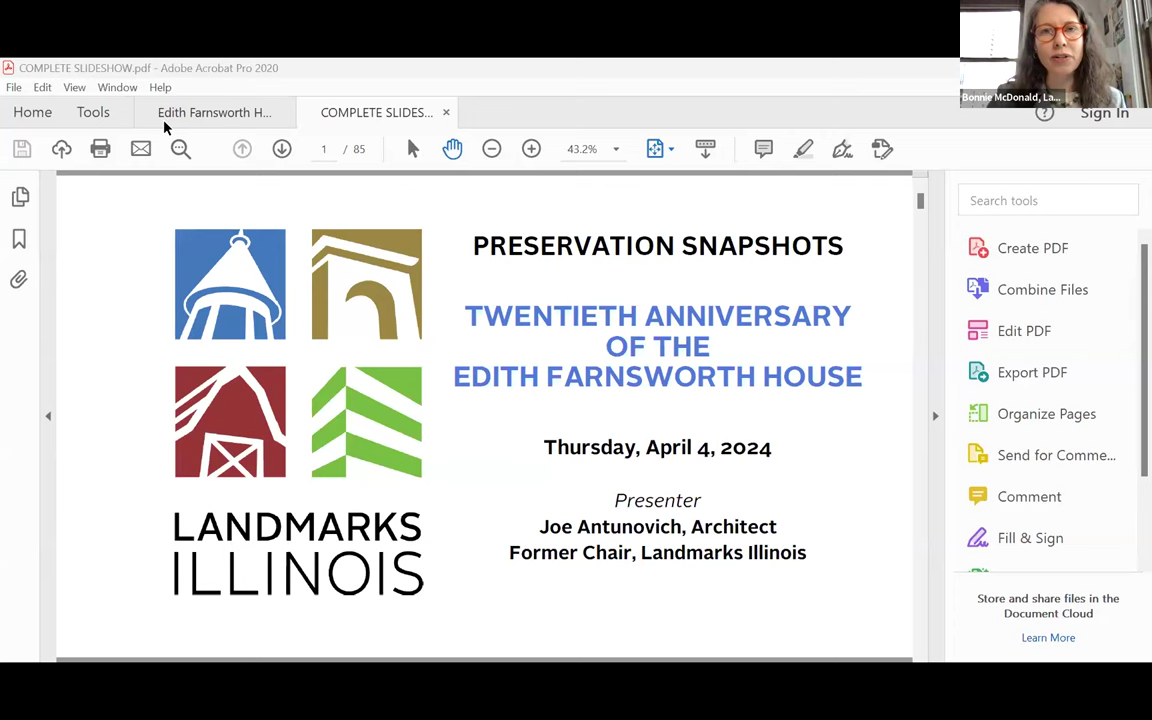 COMPLETE SLIDESHOW.pdf - Adobe Acrobat Pro 2020
File Edit View Window Help
Bonnie McDonald, La...
Home Tools Edith Farnsworth H... COMPLETE SLIDES... × ? Sign In
1 / 85 43.2%
Search tools
PRESERVATION SNAPSHOTS
TWENTIETH ANNIVERSARY
OF THE
EDITH FARNSWORTH HOUSE
Thursday, April 4, 2024
Presenter
Joe Antunovich, Architect
Former Chair, Landmarks Illinois
LANDMARKS
ILLINOIS
Create PDF
Combine Files
Edit PDF
Export PDF
Organize Pages
Send for Comme...
Comment
Fill & Sign
Store and share files in the
Document Cloud
Learn More